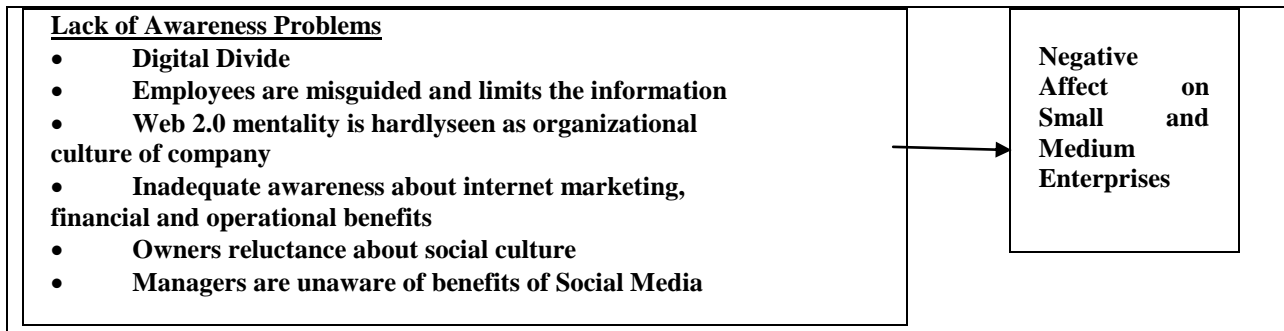 Lack of Awareness Problems
• Digital Divide
• Employees are misguided and limits the information
• Web 2.0 mentality is hardlyseen as organizational
culture of company
• Inadequate awareness about internet marketing,
financial and operational benefits
• Owners reluctance about social culture
• Managers are unaware of benefits of Social Media
Negative
Affect on
Small and
Medium
Enterprises